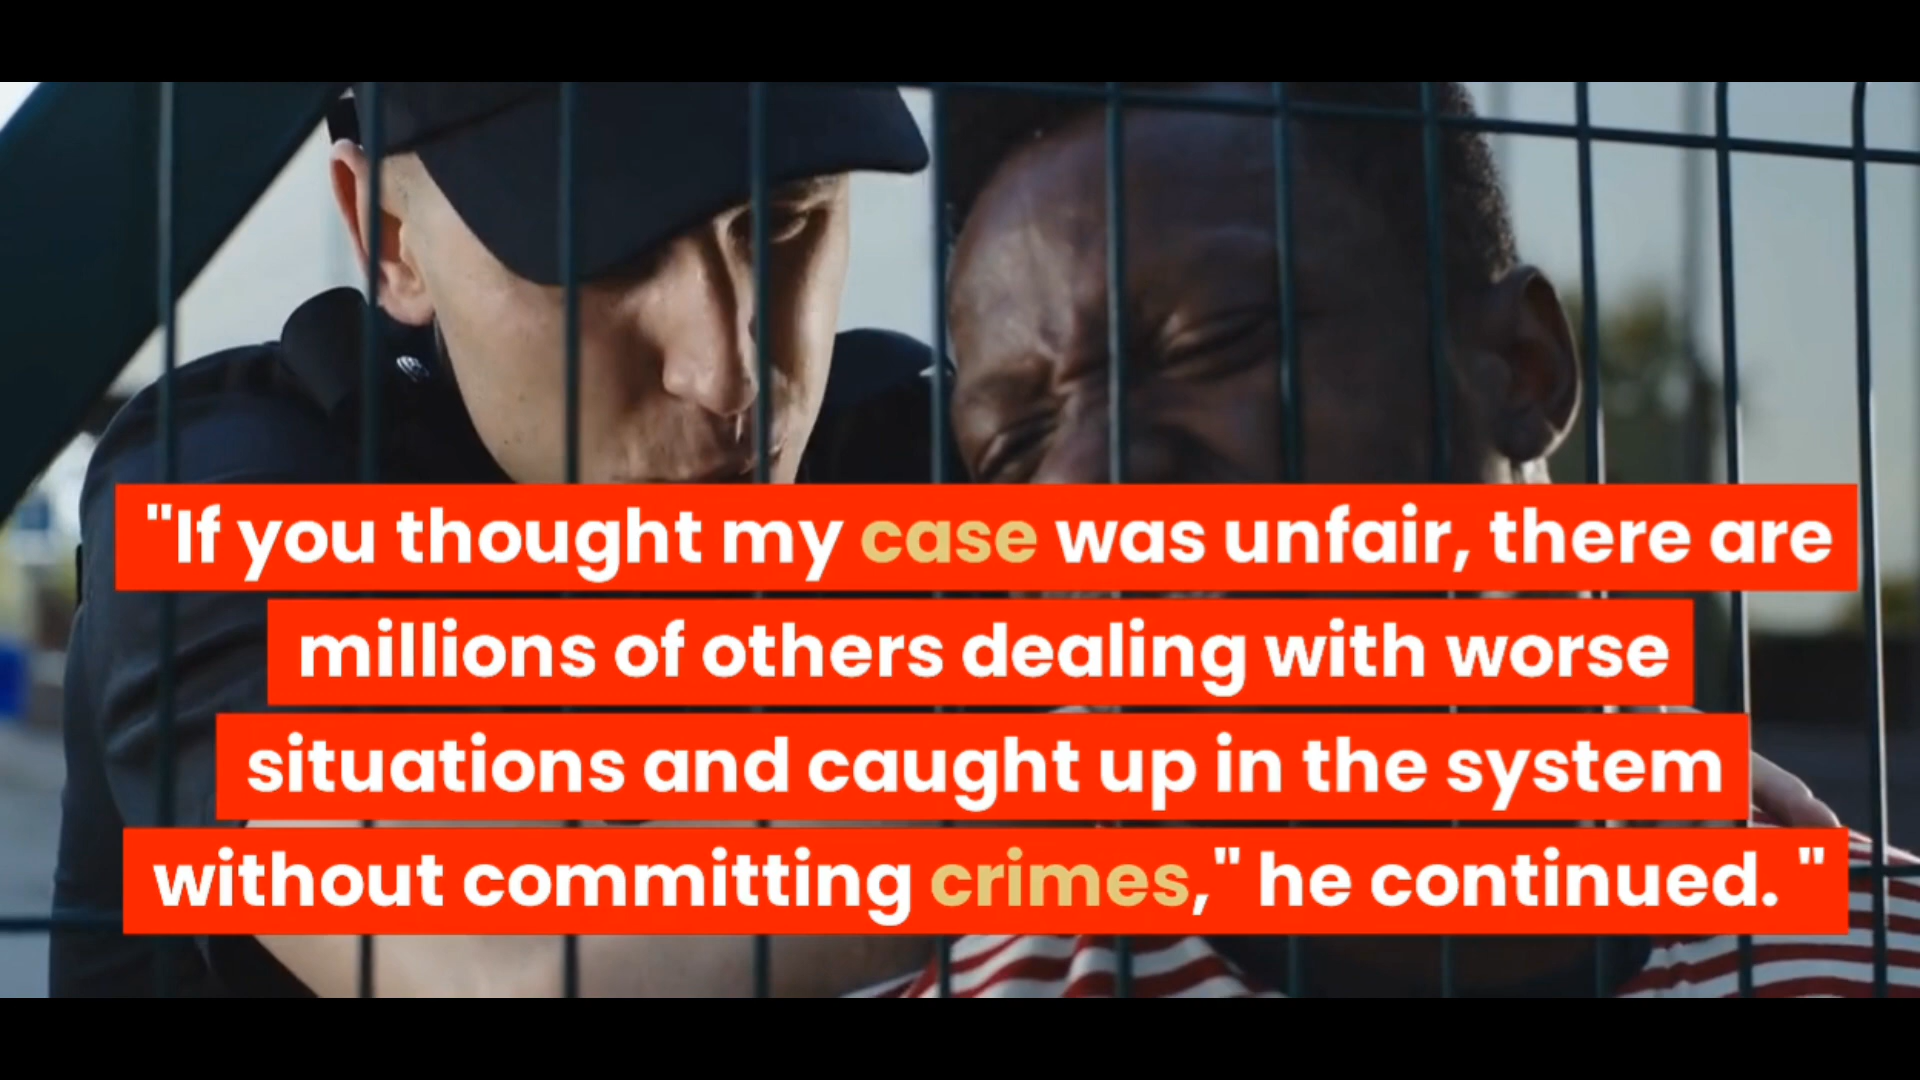 "If you thought my case was unfair, there are
millions of others dealing with worse
situations and caught up in the system
without committing crimes," he continued. "